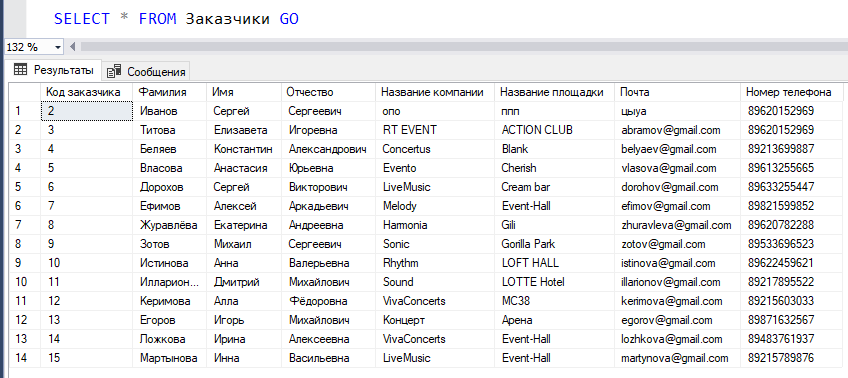 SELECT * FROM Заказчики GO
132 %
Результаты Сообщения
Код заказчика Фамилия Имя Отчество Название компании Название площадки Почта Номер телефона
1 2 Иванов Сергей Сергеевич опо ппп цыуа 89620152969
2 3 Титова Елизавета Игоревна RT EVENT ACTION CLUB abramov@gmail.com 89620152969
3 4 Беляев Константин Александрович Concertus Blank belyaev@gmail.com 89213699887
4 5 Власова Анастасия Юрьевна Evento Cherish vlasova@gmail.com 89613255665
5 6 Дорохов Сергей Викторович LiveMusic Cream bar dorohov@gmail.com 89633255447
6 7 Ефимов Алексей Аркадьевич Melody Event-Hall efimov@gmail.com 89821599852
7 8 Журавлёва Екатерина Андреевна Harmonia Gili zhuravleva@gmail.com 89620782288
8 9 Зотов Михаил Сергеевич Sonic Gorilla Park zotov@gmail.com 89533696523
9 10 Истинова Анна Валерьевна Rhythm LOFT HALL istinova@gmail.com 89622459621
10 11 Илларион... Дмитрий Михайлович Sound LOTTE Hotel illarionov@gmail.com 89217895522
11 12 Керимова Алла Фёдоровна VivaConcerts MC38 kerimova@gmail.com 89215603033
12 13 Егоров Игорь Михайлович Концерт Арена egorov@gmail.com 89871632567
13 14 Ложкова Ирина Алексеевна VivaConcerts Event-Hall lozhkova@gmail.com 89483761937
14 15 Мартынова Инна Васильевна LiveMusic Event-Hall martynova@gmail.com 89215789876